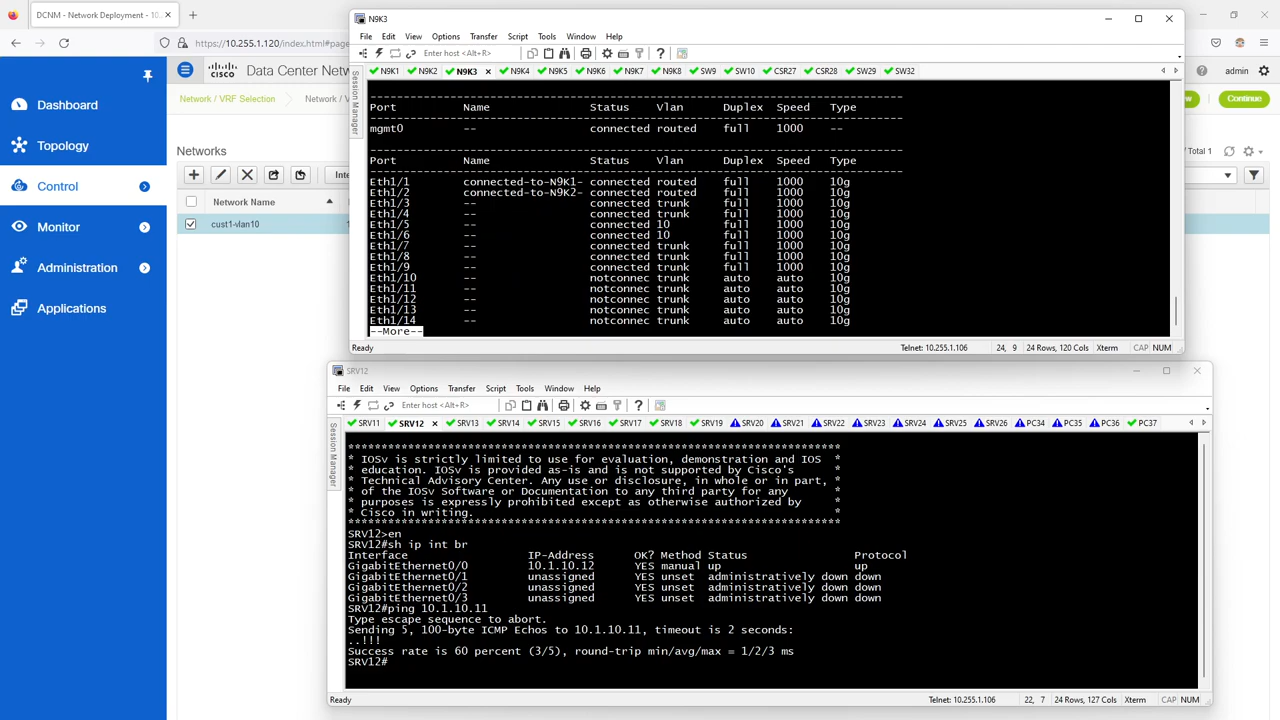 DCNM - Network Deployment - 10.
https://10.255.1.120/index.html#page
CISCO
Data Center Net
admin
Dashboard
Topology
Control
Monitor
Administration
Applications
Network / VRF Selection
Network / V
Continue
Networks
/ Total 1
Int
Network Name
cust1-vlan10
N9K3
File Edit View Options Transfer Script Tools Window Help
Enter host <Alt+R>
Session Manager
N9K1 N9K2 N9K3 × N9K4 N9K5 N9K6 N9K7 N9K8 SW9 SW10 CSR27 CSR28 SW29 SW32
--------------------------------------------------------------------------------
Port Name Status Vlan Duplex Speed Type
--------------------------------------------------------------------------------
mgmt0 -- connected routed full 1000 --
--------------------------------------------------------------------------------
Port Name Status Vlan Duplex Speed Type
--------------------------------------------------------------------------------
Eth1/1 connected-to-N9K1- connected routed full 1000 10g
Eth1/2 connected-to-N9K2- connected routed full 1000 10g
Eth1/3 -- connected trunk full 1000 10g
Eth1/4 -- connected trunk full 1000 10g
Eth1/5 -- connected 10 full 1000 10g
Eth1/6 -- connected 10 full 1000 10g
Eth1/7 -- connected trunk full 1000 10g
Eth1/8 -- connected trunk full 1000 10g
Eth1/9 -- connected trunk full 1000 10g
Eth1/10 -- notconnec trunk auto auto 10g
Eth1/11 -- notconnec trunk auto auto 10g
Eth1/12 -- notconnec trunk auto auto 10g
Eth1/13 -- notconnec trunk auto auto 10g
Eth1/14 -- notconnec trunk auto auto 10g
--More--
Ready Telnet: 10.255.1.106 24, 9 24 Rows, 120 Cols Xterm CAP NUM
SRV12
File Edit View Options Transfer Script Tools Window Help
Enter host <Alt+R>
Session Manager
SRV11 SRV12 × SRV13 SRV14 SRV15 SRV16 SRV17 SRV18 SRV19 SRV20 SRV21 SRV22 SRV23 SRV24 SRV25 SRV26 PC34 PC35 PC36 PC37
**************************************************************************
* IOSv is strictly limited to use for evaluation, demonstration and IOS *
* education. IOSv is provided as-is and is not supported by Cisco's *
* Technical Advisory Center. Any use or disclosure, in whole or in part, *
* of the IOSv Software or Documentation to any third party for any *
* purposes is expressly prohibited except as otherwise authorized by *
* Cisco in writing. *
**************************************************************************
SRV12>en
SRV12#sh ip int br
Interface IP-Address OK? Method Status Protocol
GigabitEthernet0/0 10.1.10.12 YES manual up up
GigabitEthernet0/1 unassigned YES unset administratively down down
GigabitEthernet0/2 unassigned YES unset administratively down down
GigabitEthernet0/3 unassigned YES unset administratively down down
SRV12#ping 10.1.10.11
Type escape sequence to abort.
Sending 5, 100-byte ICMP Echos to 10.1.10.11, timeout is 2 seconds:
..!!!
Success rate is 60 percent (3/5), round-trip min/avg/max = 1/2/3 ms
SRV12#
Ready Telnet: 10.255.1.106 22, 7 24 Rows, 127 Cols Xterm CAP NUM